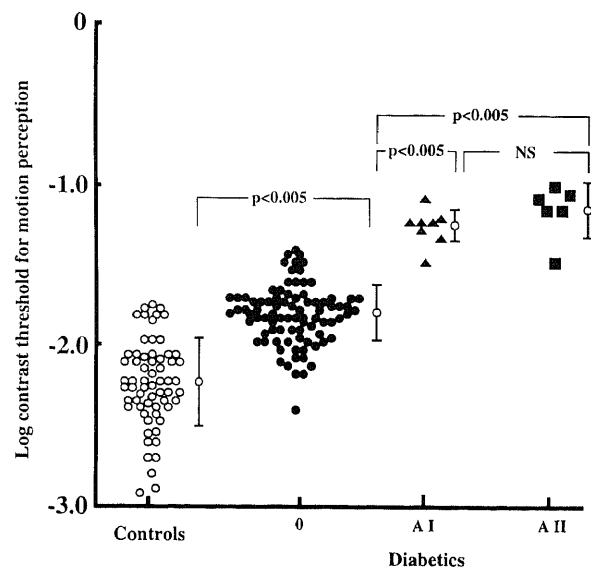 Log contrast threshold for motion perception
0
-1.0
-2.0
-3.0
p<0.005
p<0.005
NS
p<0.005
Controls
0
A I
A II
Diabetics